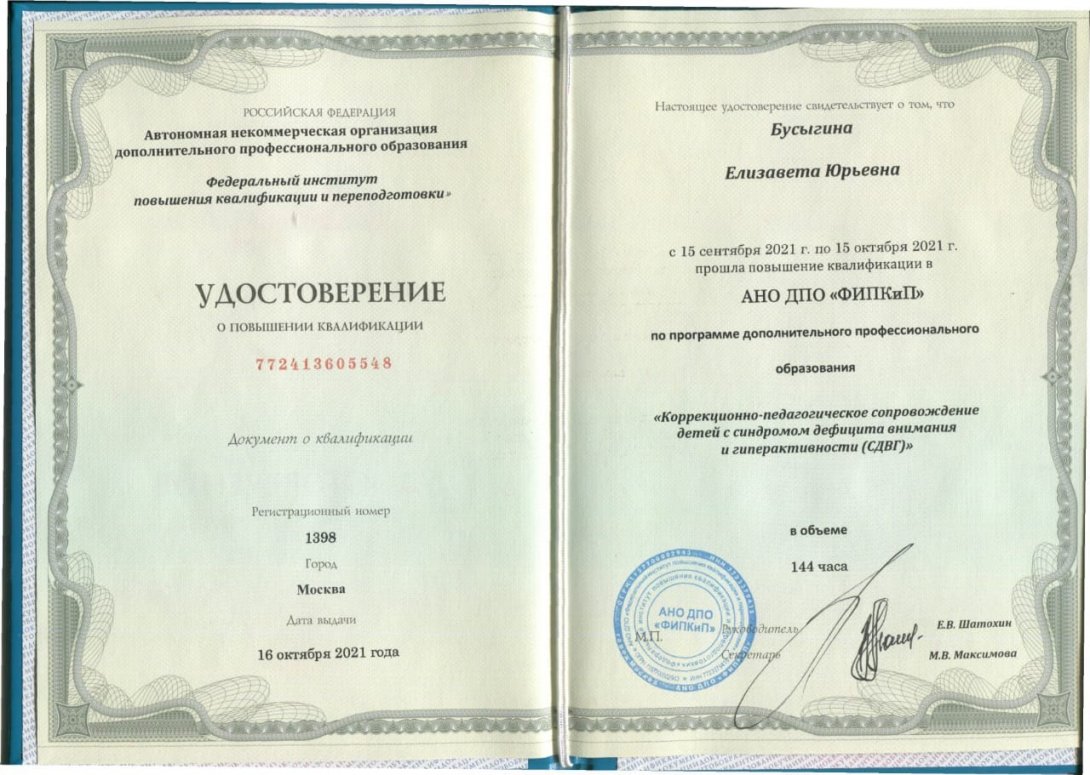 РОССИЙСКАЯ ФЕДЕРАЦИЯ
Автономная некоммерческая организация
дополнительного профессионального образования
Федеральный институт
повышения квалификации и переподготовки»
УДОСТОВЕРЕНИЕ
О ПОВЫШЕНИИ КВАЛИФИКАЦИИ
772413605548
Документ о квалификации
Регистрационный номер
1398
Город
Москва
Дата выдачи
16 октября 2021 года
Настоящее удостоверение свидетельствует о том, что
Бусыгина
Елизавета Юрьевна
с 15 сентября 2021 г. по 15 октября 2021 г.
прошла повышение квалификации в
АНО ДПО «ФИПКиП»
по программе дополнительного профессионального
образования
«Коррекционно-педагогическое сопровождение
детей с синдромом дефицита внимания
и гиперактивности (СДВГ)»
в объеме
144 часа
АНО ДПО
«ФИПКиП»
М.П.
Руководитель
Е.В. Шатохин
Секретарь
М.В. Максимова